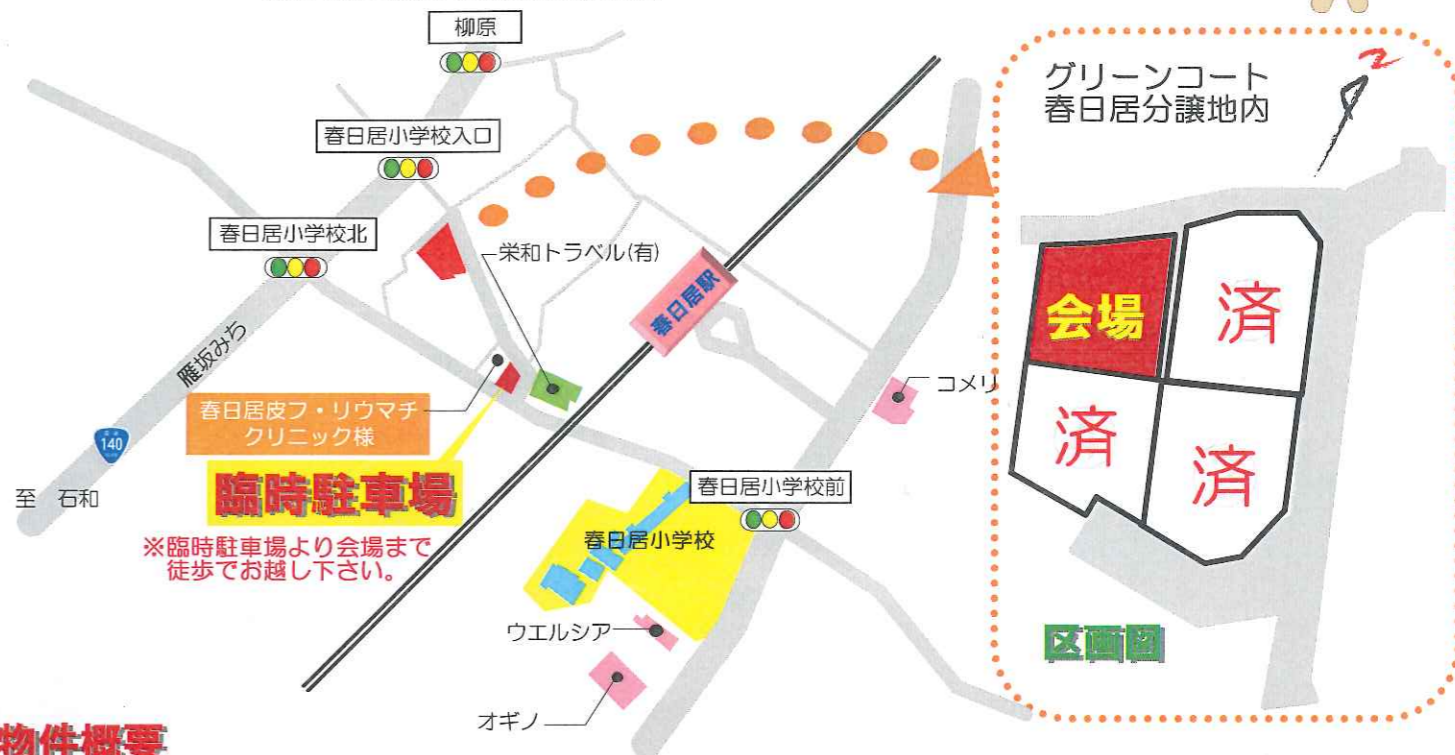 柳原
春日居小学校入口
春日居小学校北
栄和トラベル(有)
春日居駅
雁坂みち
140
至 石和
春日居皮フ・リウマチ
クリニック様
臨時駐車場
※臨時駐車場より会場まで
徒歩でお越し下さい。
コメリ
春日居小学校前
春日居小学校
ウエルシア
オギノ
グリーンコート
春日居分譲地内
会場
済
済
済
区画図
物件概要